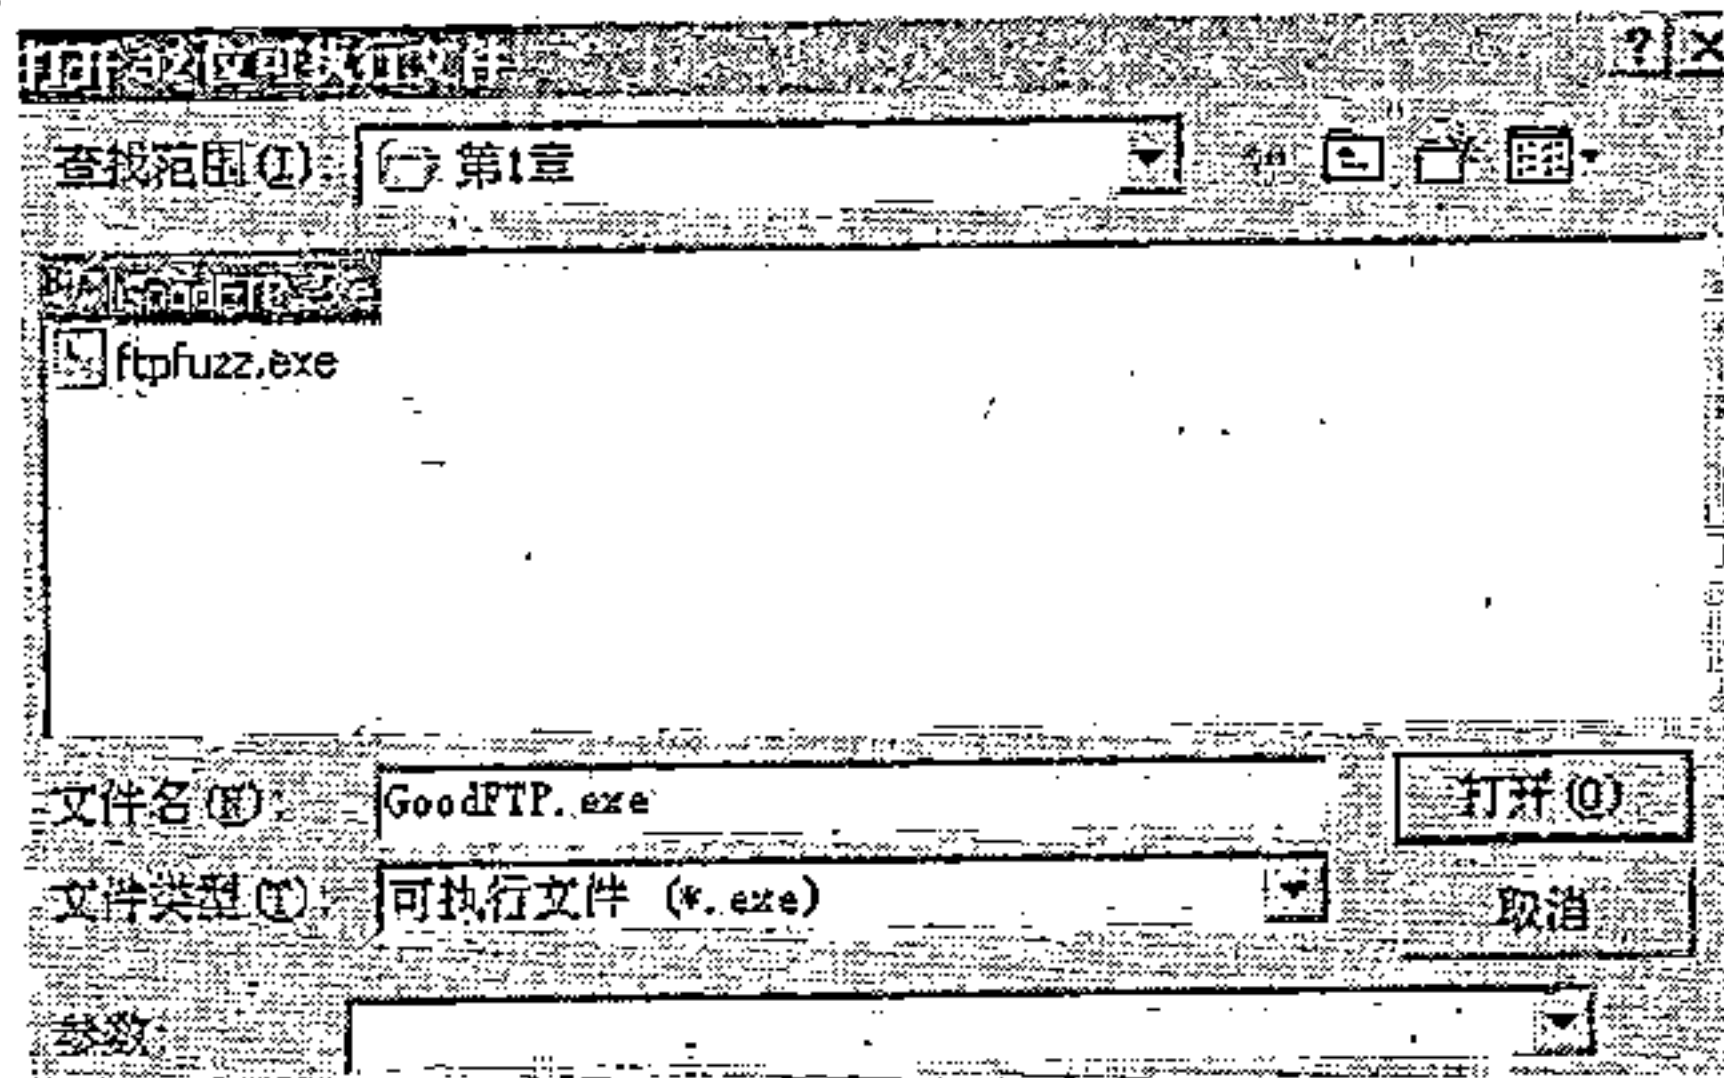 打开32位可执行文件
查找范围(I): 第1章
GoodFTP.exe
ftpfuzz.exe
文件名(N): GoodFTP.exe 打开(O)
文件类型(T): 可执行文件 (*.exe) 取消
参数: